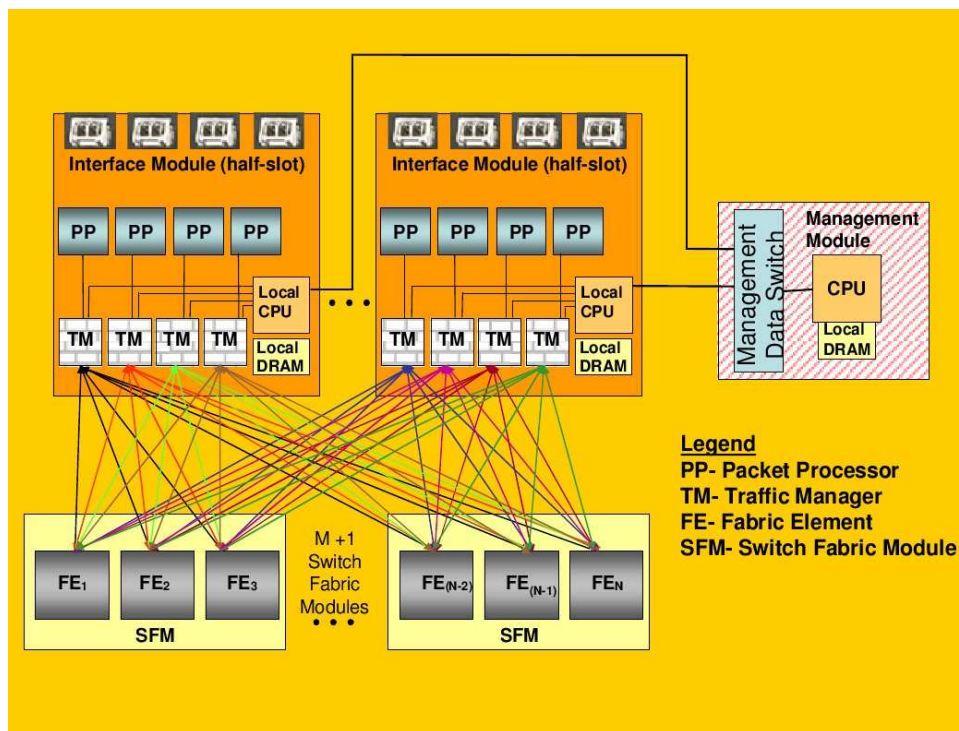 Interface Module (half-slot)
PP PP PP PP
Local
CPU
TM TM TM TM
Local
DRAM
• • •
Interface Module (half-slot)
PP PP PP PP
Local
CPU
TM TM TM TM
Local
DRAM
Management
Data Switch
Management
Module
CPU
Local
DRAM
Legend
PP- Packet Processor
TM- Traffic Manager
FE- Fabric Element
SFM- Switch Fabric Module
FE1 FE2 FE3
SFM
M +1
Switch
Fabric
Modules
• • •
FE(N-2) FE(N-1) FEN
SFM